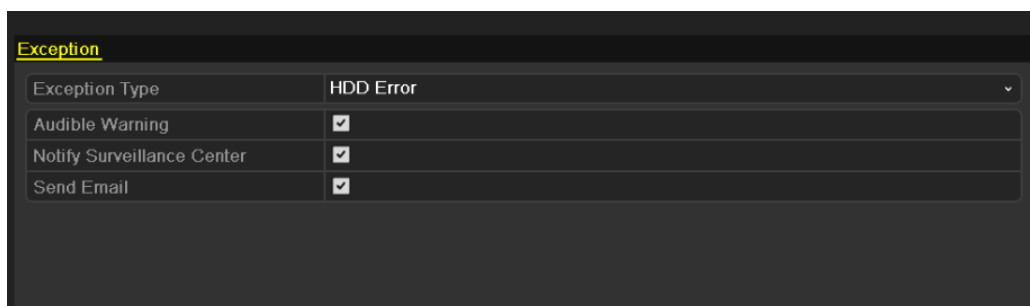 Exception
Exception Type HDD Error
Audible Warning
Notify Surveillance Center
Send Email